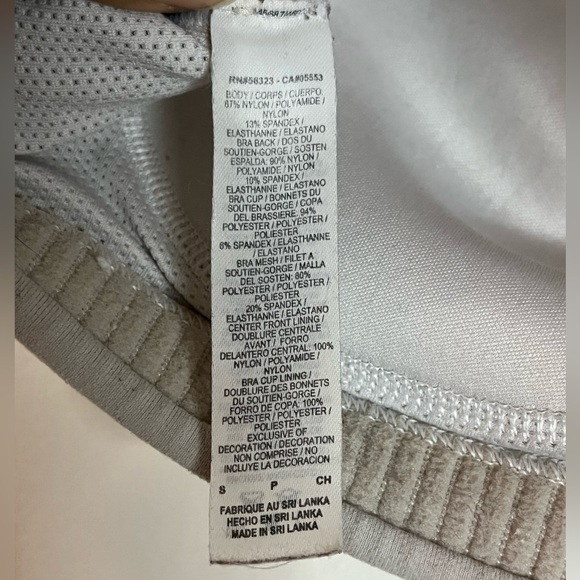 RN#58323 - CA#05553
BODY / CORPS / CUERPO:
87% NYLON / POLYAMIDE /
NYLON
13% SPANDEX /
ELASTHANNE / ELASTANO
BRA BACK / DOS DU
SOUTIEN-GORGE / SOSTEN
ESPALDA: 90% NYLON /
POLYAMIDE / NYLON
10% SPANDEX /
ELASTHANNE / ELASTANO
BRA CUP / BONNETS DU
SOUTIEN-GORGE / COPA
DEL BRASSIERE: 94%
POLYESTER / POLYESTER /
POLIESTER
6% SPANDEX / ELASTHANNE
/ ELASTANO
BRA MESH / FILET A
SOUTIEN-GORGE / MALLA
DEL SOSTEN: 80%
POLYESTER / POLYESTER /
POLIESTER
20% SPANDEX /
ELASTHANNE / ELASTANO
CENTER FRONT LINING /
DOUBLURE CENTRALE
AVANT / FORRO
DELANTERO CENTRAL: 100%
NYLON / POLYAMIDE /
NYLON
BRA CUP LINING /
DOUBLURE DES BONNETS
DU SOUTIEN-GORGE /
FORRO DE COPA: 100%
POLYESTER / POLYESTER /
POLIESTER
EXCLUSIVE OF
DECORATION / DECORATION
NON COMPRISE / NO
INCLUYE LA DECORACION
S P CH
FABRIQUE AU SRI LANKA
HECHO EN SRI LANKA
MADE IN SRI LANKA